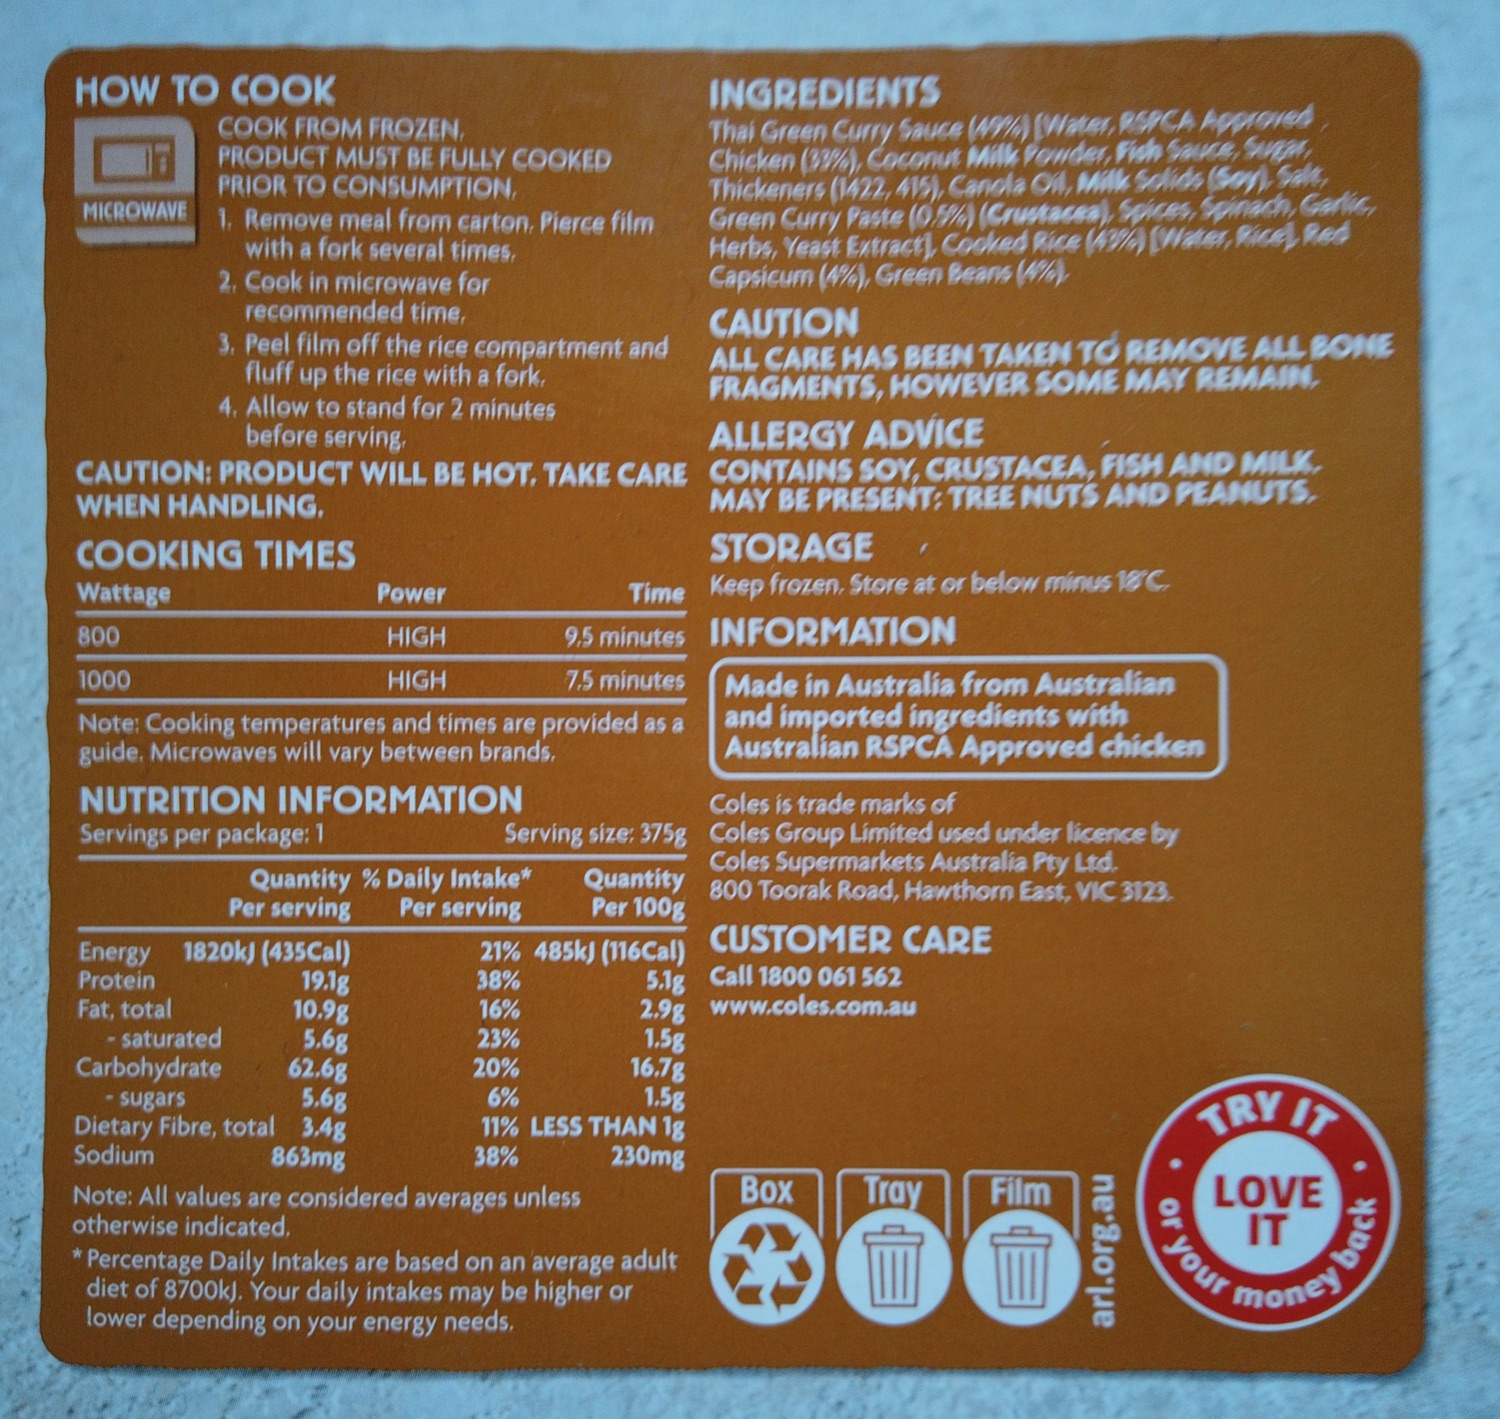 HOW TO COOK
MICROWAVE
COOK FROM FROZEN.
PRODUCT MUST BE FULLY COOKED
PRIOR TO CONSUMPTION.
1. Remove meal from carton. Pierce film
with a fork several times.
2. Cook in microwave for
recommended time.
3. Peel film off the rice compartment and
fluff up the rice with a fork.
4. Allow to stand for 2 minutes
before serving.
CAUTION: PRODUCT WILL BE HOT. TAKE CARE
WHEN HANDLING.
COOKING TIMES
Wattage Power Time
800 HIGH 9.5 minutes
1000 HIGH 7.5 minutes
Note: Cooking temperatures and times are provided as a
guide. Microwaves will vary between brands.
NUTRITION INFORMATION
Servings per package: 1 Serving size: 375g
Quantity % Daily Intake* Quantity
Per serving Per serving Per 100g
Energy 1820kJ (435Cal) 21% 485kJ (116Cal)
Protein 19.1g 38% 5.1g
Fat, total 10.9g 16% 2.9g
- saturated 5.6g 23% 1.5g
Carbohydrate 62.6g 20% 16.7g
- sugars 5.6g 6% 1.5g
Dietary Fibre, total 3.4g 11% LESS THAN 1g
Sodium 863mg 38% 230mg
Note: All values are considered averages unless
otherwise indicated.
* Percentage Daily Intakes are based on an average adult
diet of 8700kJ. Your daily intakes may be higher or
lower depending on your energy needs.
INGREDIENTS
Thai Green Curry Sauce (49%) [Water, RSPCA Approved
Chicken (33%), Coconut Milk Powder, Fish Sauce, Sugar,
Thickeners (1422, 415), Canola Oil, Milk Solids (Soy), Salt,
Green Curry Paste (0.5%) (Crustacea), Spices, Spinach, Garlic,
Herbs, Yeast Extract], Cooked Rice (43%) [Water, Rice], Red
Capsicum (4%), Green Beans (4%).
CAUTION
ALL CARE HAS BEEN TAKEN TO REMOVE ALL BONE
FRAGMENTS, HOWEVER SOME MAY REMAIN.
ALLERGY ADVICE
CONTAINS SOY, CRUSTACEA, FISH AND MILK.
MAY BE PRESENT: TREE NUTS AND PEANUTS.
STORAGE
Keep frozen. Store at or below minus 18°C.
INFORMATION
Made in Australia from Australian
and imported ingredients with
Australian RSPCA Approved chicken
Coles is trade marks of
Coles Group Limited used under licence by
Coles Supermarkets Australia Pty Ltd.
800 Toorak Road, Hawthorn East, VIC 3123.
CUSTOMER CARE
Call 1800 061 562
www.coles.com.au
Box Tray Film
arl.org.au
TRY IT
LOVE
IT
or your money back